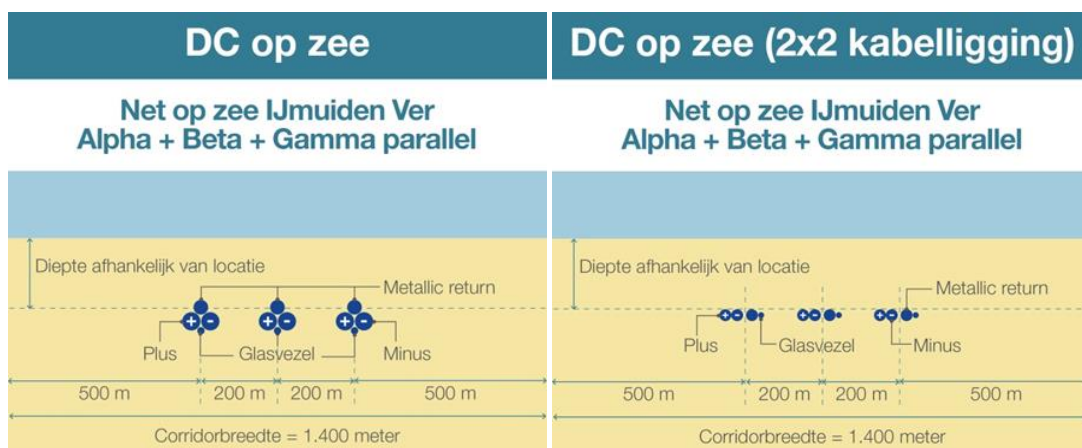 DC op zee
Net op zee IJmuiden Ver
Alpha + Beta + Gamma parallel
Diepte afhankelijk van locatie
Metallic return
+ -
+ -
+ -
Plus
Glasvezel
Minus
500 m
200 m
200 m
500 m
Corridorbreedte = 1.400 meter
DC op zee (2x2 kabelligging)
Net op zee IJmuiden Ver
Alpha + Beta + Gamma parallel
Diepte afhankelijk van locatie
Metallic return
+ -
+ -
+ -
Plus
Glasvezel
Minus
500 m
200 m
200 m
500 m
Corridorbreedte = 1.400 meter